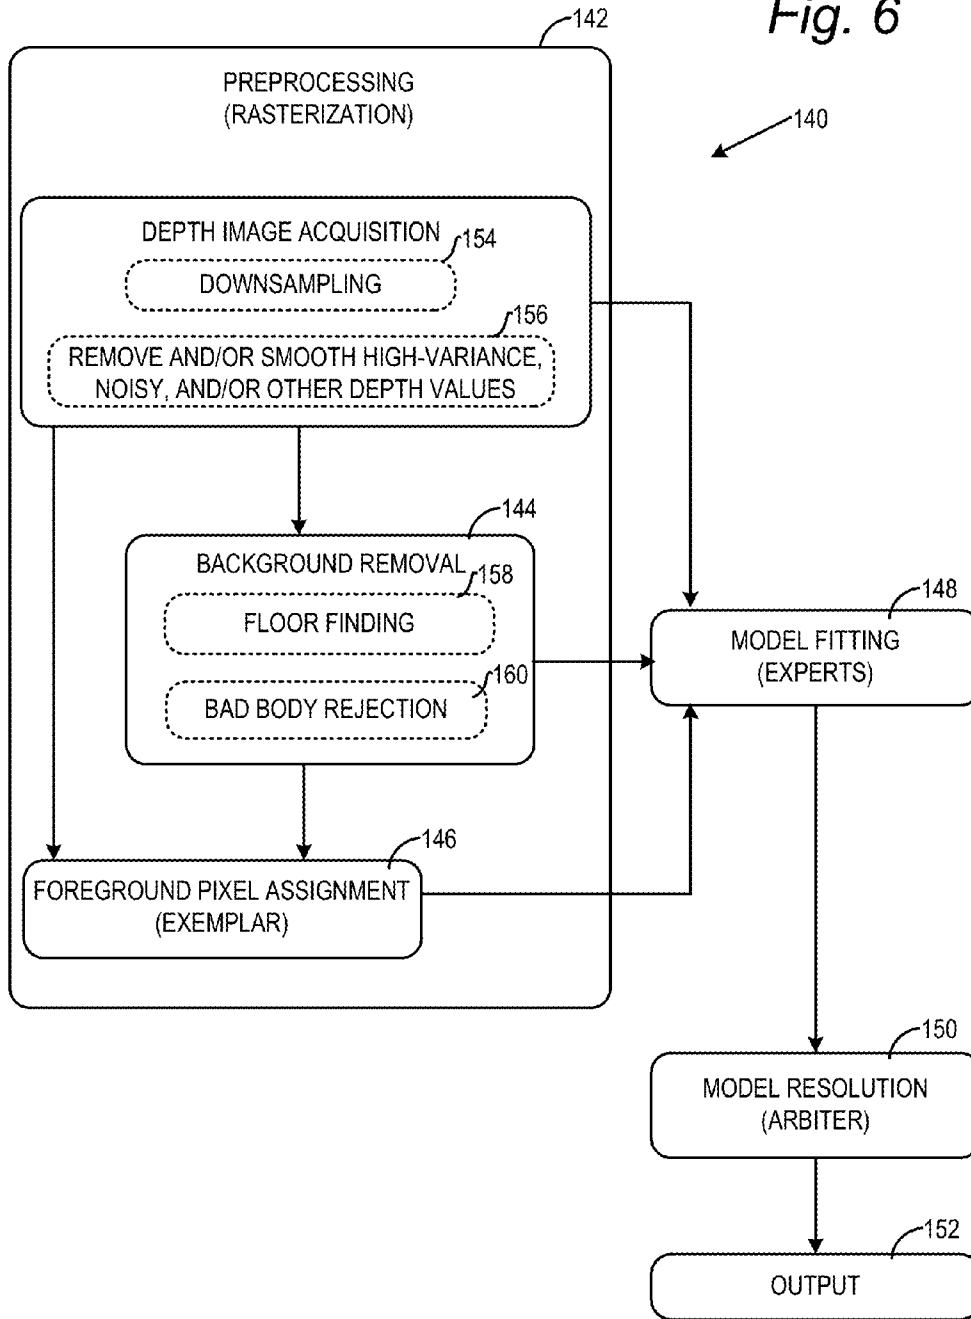 Fig. 6
142
PREPROCESSING
(RASTERIZATION)
140
DEPTH IMAGE ACQUISITION
154
DOWNSAMPLING
156
REMOVE AND/OR SMOOTH HIGH-VARIANCE,
NOISY, AND/OR OTHER DEPTH VALUES
144
BACKGROUND REMOVAL
158
FLOOR FINDING
160
BAD BODY REJECTION
148
MODEL FITTING
(EXPERTS)
146
FOREGROUND PIXEL ASSIGNMENT
(EXEMPLAR)
150
MODEL RESOLUTION
(ARBITER)
152
OUTPUT